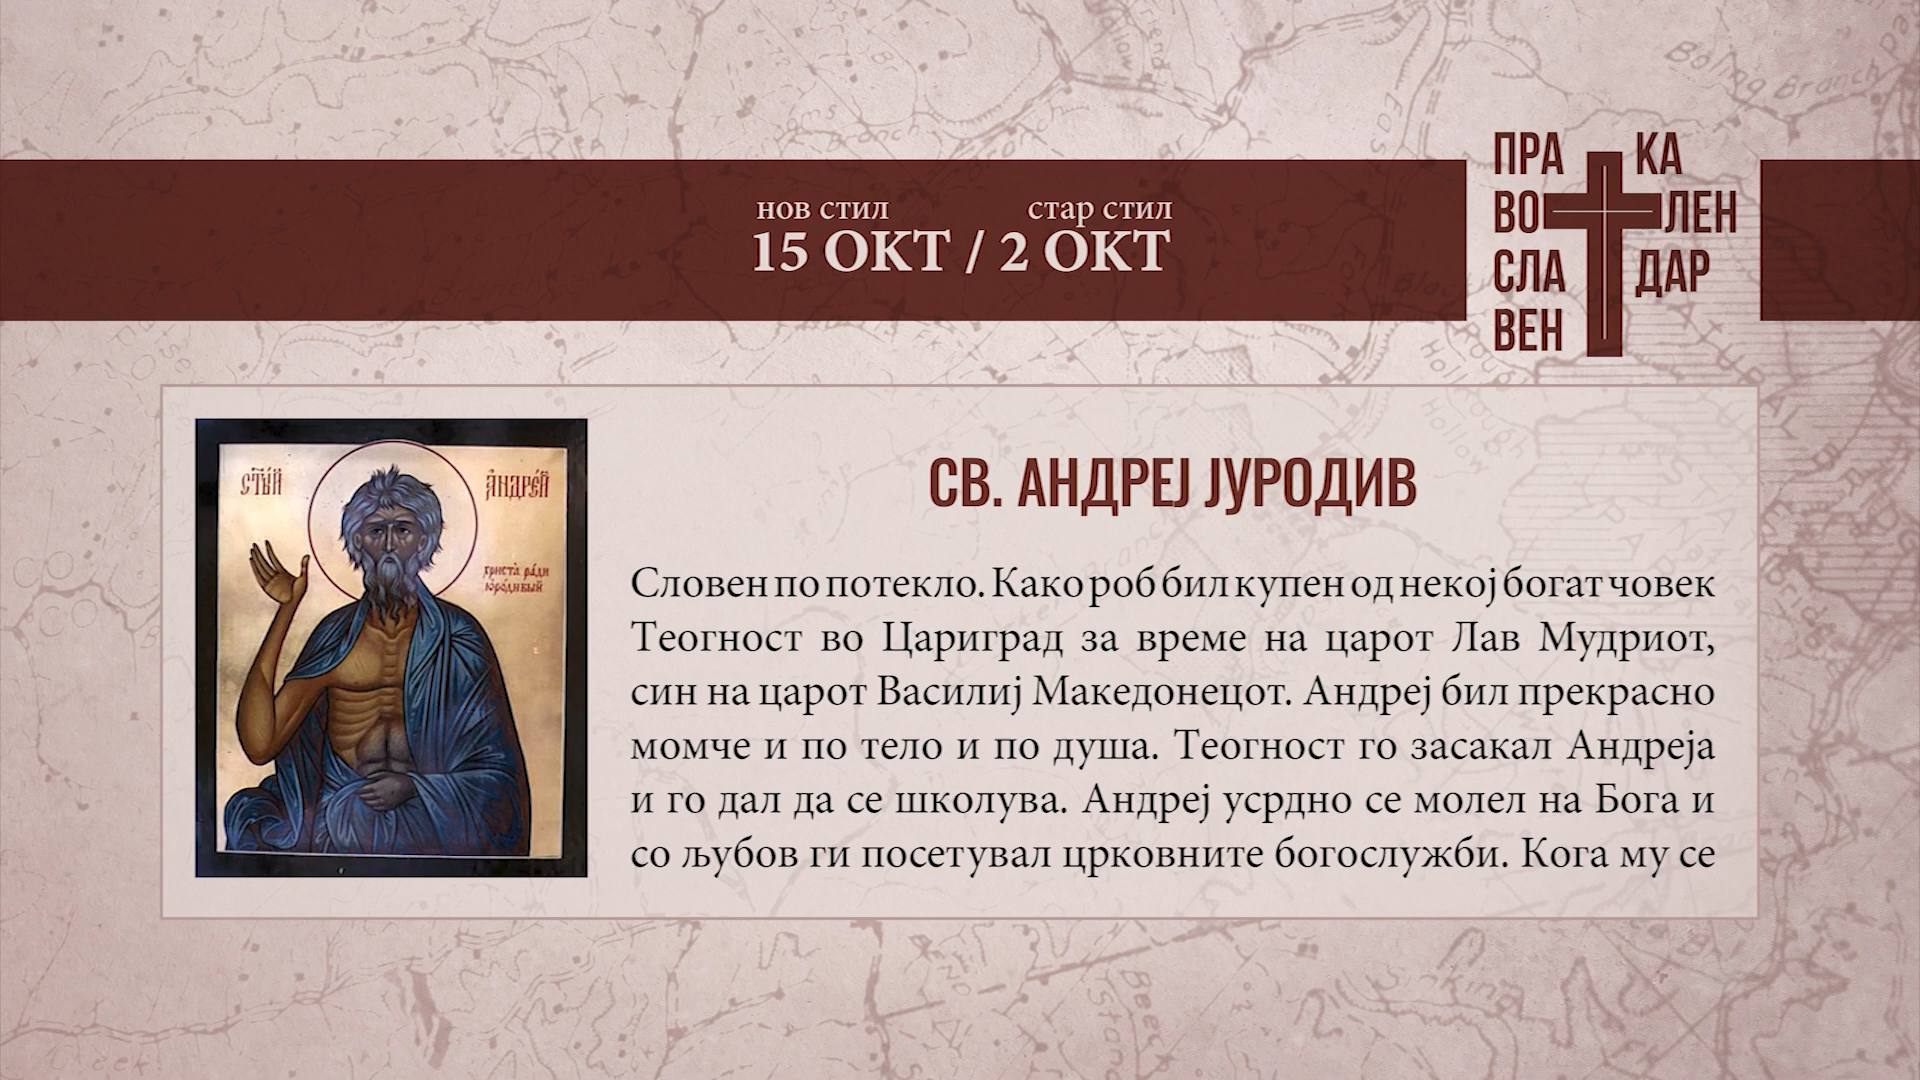 нов стил
стар стил
15 ОКТ / 2 ОКТ
ПРА КА
ВО ЛЕН
СЛА ДАР
ВЕН
СВ. АНДРЕЈ ЈУРОДИВ
Словен по потекло. Како роб бил купен од некој богат човек
Теогност во Цариград за време на царот Лав Мудриот,
син на царот Василиј Македонецот. Андреј бил прекрасно
момче и по тело и по душа. Теогност го засакал Андреја
и го дал да се школува. Андреј усрдно се молел на Бога и
со љубов ги посетувал црковните богослужби. Кога му се
Boling Branch